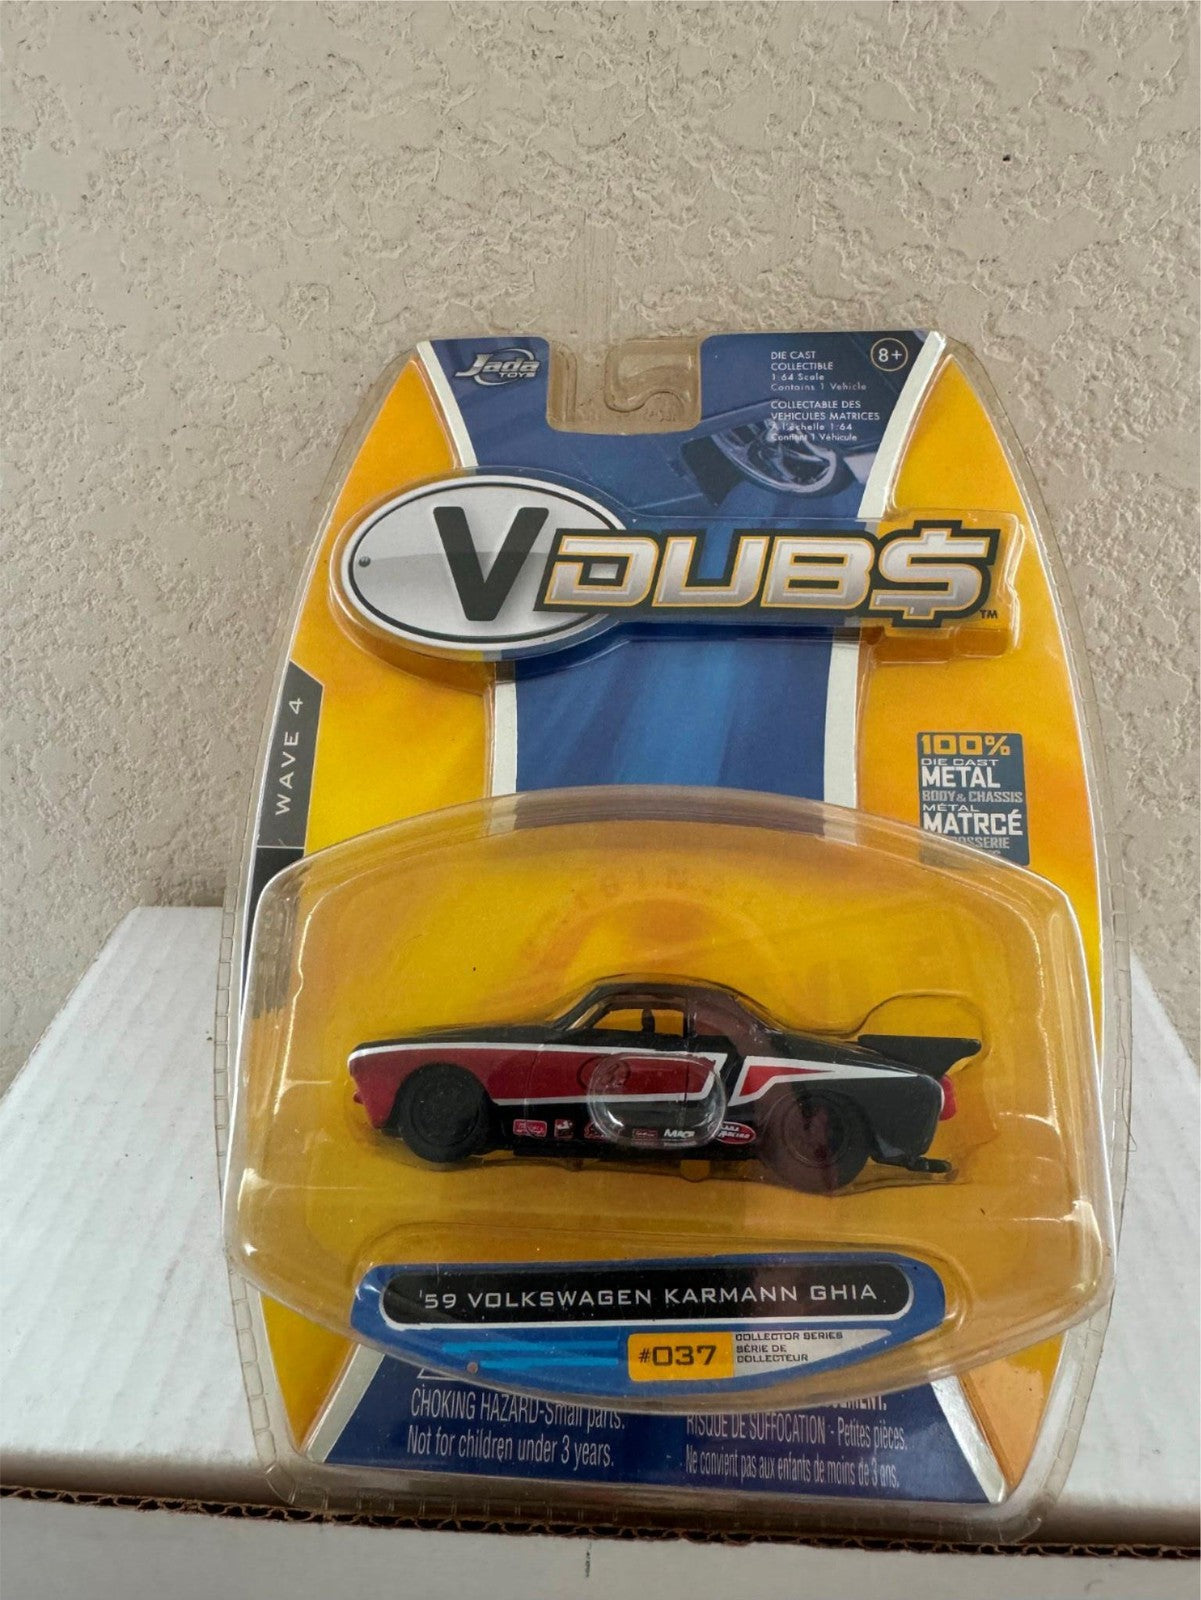 Jada
TOYS
DIE CAST
COLLECTIBLE
1:64 Scale
Contains 1 Vehicle
8+
COLLECTABLE DES
VEHICULES MATRICES
A l'échelle 1:64
Contient 1 Véhicule
V DUB$
TM
WAVE 4
100%
DIE CAST
METAL
BODY & CHASSIS
MÉTAL
MATRCÉ
'59 VOLKSWAGEN KARMANN GHIA
#037
COLLECTOR SERIES
SÉRIE DE
COLLECTEUR
CHOKING HAZARD-Small parts.
Not for children under 3 years.
RISQUE DE SUFFOCATION - Petites pièces.
Ne convient pas aux enfants de moins de 3 ans.